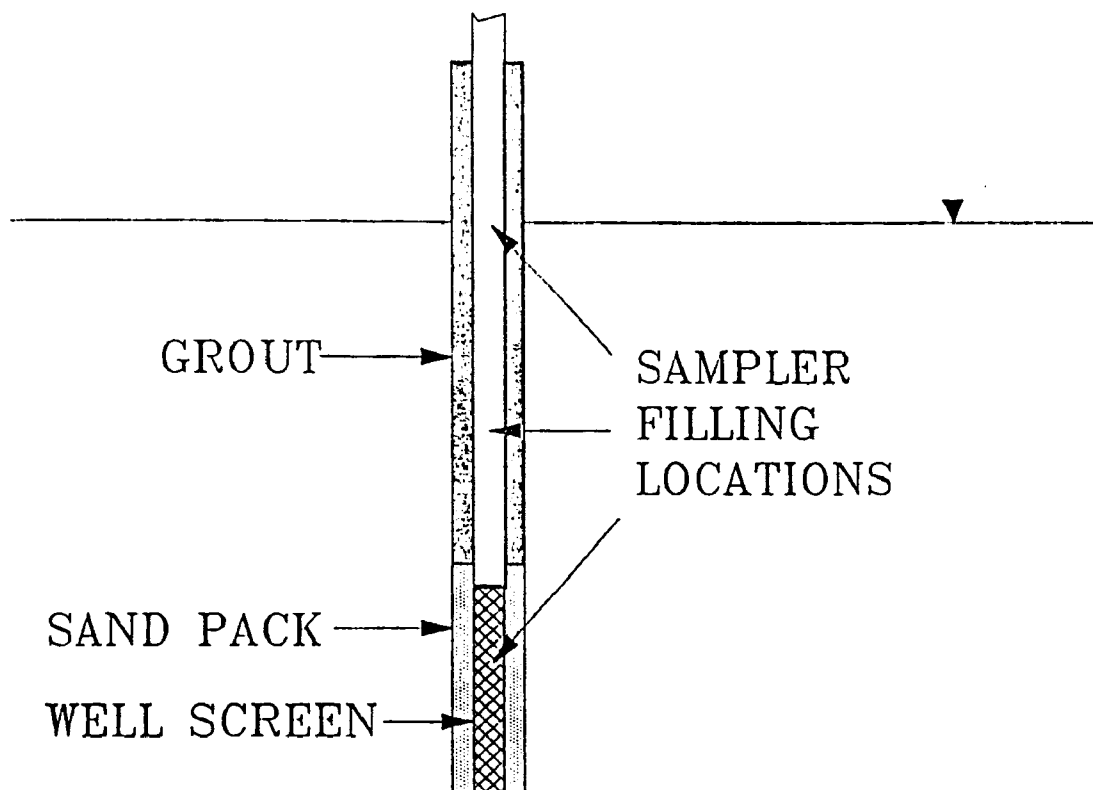 GROUT
SAMPLER
FILLING
LOCATIONS
SAND PACK
WELL SCREEN